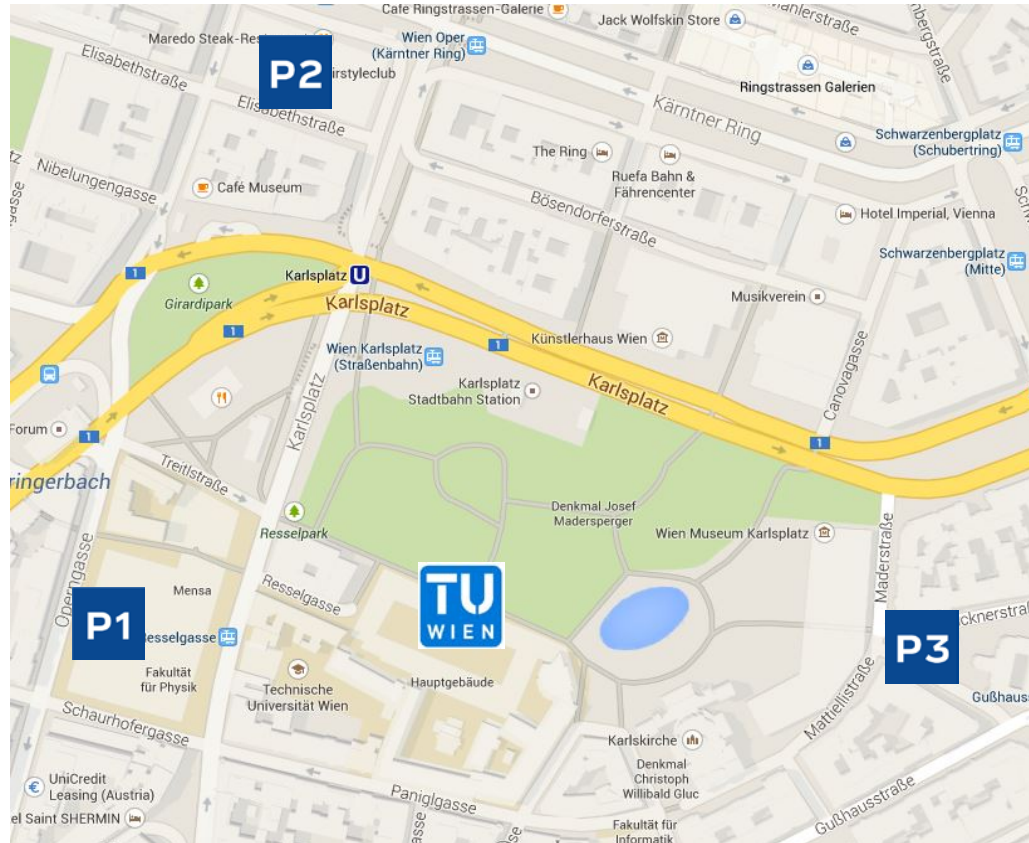 Cafe Ringstrassen-Galerie
Jack Wolfskin Store
Maredo Steak-Res
Wien Oper
(Kärntner Ring)
Elisabethstraße
P2
irstyleclub
Ringstrassen Galerien
Elisabethstraße
Kärntner Ring
Schwarzenbergplatz
(Schubertring)
The Ring
Ruefa Bahn &
Fährencenter
Nibelungengasse
Café Museum
Bösendorferstraße
Hotel Imperial, Vienna
Schwarzenbergplatz
(Mitte)
Karlsplatz U
1
Girardipark
Karlsplatz
Musikverein
1
Künstlerhaus Wien
1
Wien Karlsplatz
(Straßenbahn)
Karlsplatz
Stadtbahn Station
Karlsplatz
Canovagasse
Karlsplatz
Forum
1
1
Treitlstraße
ringerbach
Resselpark
Denkmal Josef
Madersperger
Wien Museum Karlsplatz
Maderstraße
Operngasse
Mensa
Resselgasse
TU
WIEN
P1
esselgasse
P3
cknerstra
Fakultät
für Physik
Technische
Universität Wien
Hauptgebäude
Mattiellistraße
Gußhaus
Schaurhofergasse
Karlskirche
Denkmal
Christoph
Willibald Gluc
UniCredit
Leasing (Austria)
Paniglgasse
Gußhausstraße
el Saint SHERMIN
Fakultät für
Informatik